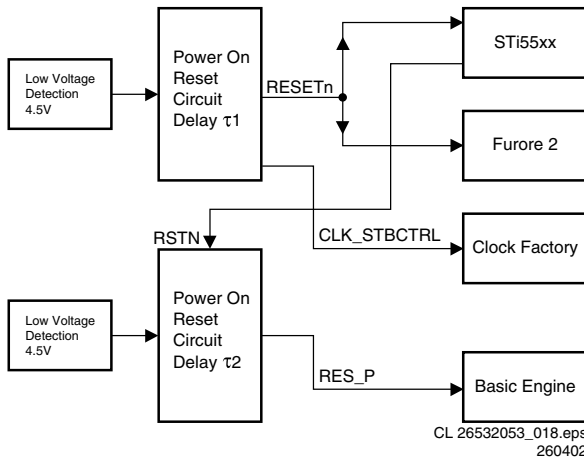 Low Voltage
Detection
4.5V
Power On
Reset
Circuit
Delay τ1
RESETn
STi55xx
Furore 2
RSTN
CLK_STBCTRL
Clock Factory
Low Voltage
Detection
4.5V
Power On
Reset
Circuit
Delay τ2
RES_P
Basic Engine
CL 26532053_018.eps
260402